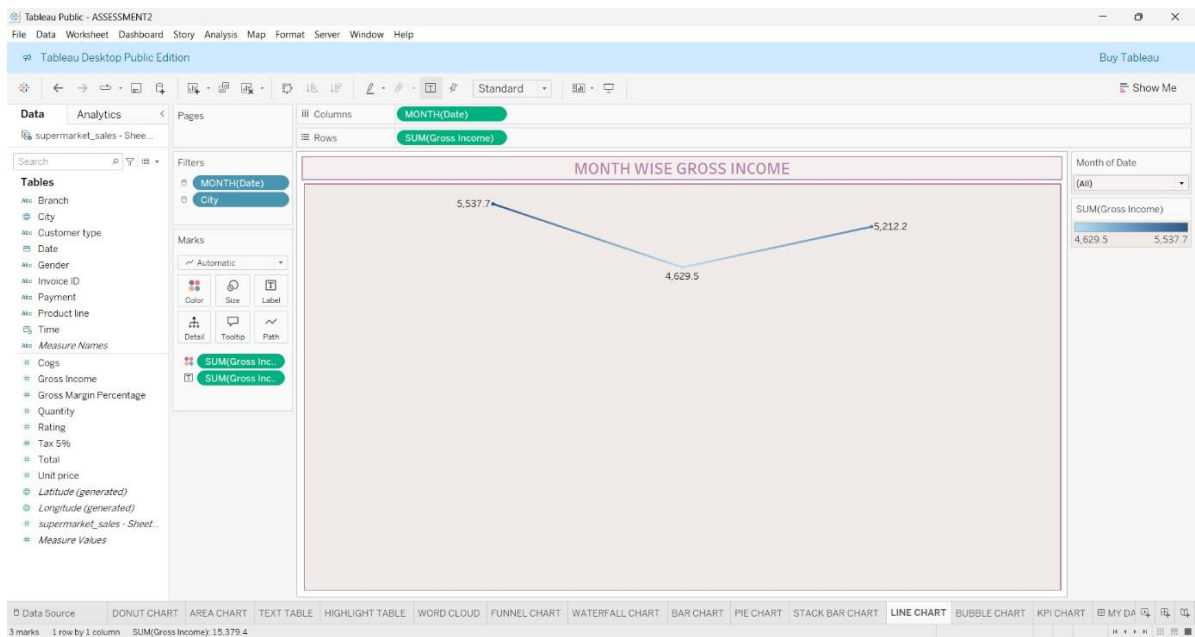 Tableau Public - ASSESSMENT2
File Data Worksheet Dashboard Story Analysis Map Format Server Window Help
Tableau Desktop Public Edition
Buy Tableau
Standard
Show Me
Data Analytics
supermarket_sales - Shee...
Search
Tables
Abc Branch
City
Abc Customer type
Date
Abc Gender
Abc Invoice ID
Abc Payment
Abc Product line
Time
Abc Measure Names
# Cogs
# Gross Income
Gross Margin Percentage
# Quantity
# Rating
# Tax 5%
# Total
# Unit price
Latitude (generated)
Longitude (generated)
# supermarket_sales - Sheet...
# Measure Values
Pages
Filters
MONTH(Date)
City
Marks
Automatic
Color Size Label
Detail Tooltip Path
SUM(Gross Inc..
SUM(Gross Inc..
iii Columns MONTH(Date)
Rows SUM(Gross Income)
MONTH WISE GROSS INCOME
5,537.7
5,212.2
4,629.5
Month of Date
(All)
SUM(Gross Income)
4,629.5 5,537.7
Data Source DONUT CHART AREA CHART TEXT TABLE HIGHLIGHT TABLE WORD CLOUD FUNNEL CHART WATERFALL CHART BAR CHART PIE CHART STACK BAR CHART LINE CHART BUBBLE CHART KPI CHART MY DA
3 marks 1 row by 1 column SUM(Gross Income): 15,379.4